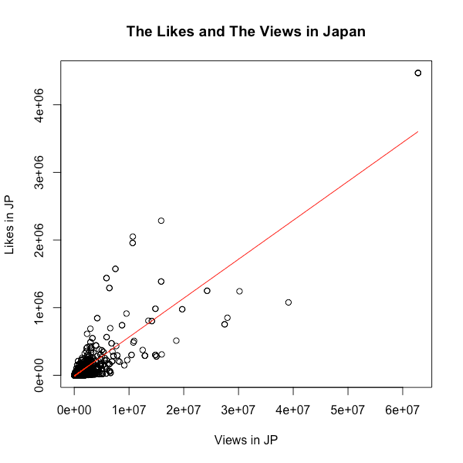 The Likes and The Views in Japan
4e+06
3e+06
2e+06
1e+06
0e+00
Likes in JP
0e+00 1e+07 2e+07 3e+07 4e+07 5e+07 6e+07
Views in JP